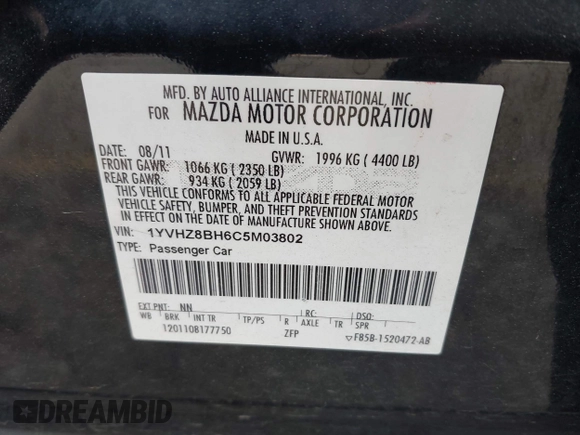 MFD. BY AUTO ALLIANCE INTERNATIONAL, INC.
FOR MAZDA MOTOR CORPORATION
MADE IN U.S.A.
DATE: 08/11 GVWR: 1996 KG ( 4400 LB)
FRONT GAWR: 1066 KG ( 2350 LB)
REAR GAWR: 934 KG ( 2059 LB)
THIS VEHICLE CONFORMS TO ALL APPLICABLE FEDERAL MOTOR
VEHICLE SAFETY, BUMPER, AND THEFT PREVENTION STANDARDS
IN EFFECT ON THE DATE OF MANUFACTURE SHOWN ABOVE.
VIN: 1YVHZ8BH6C5M03802
TYPE: Passenger Car
EXT PNT: NN RC: DSO:
WB BRK INT TR TP/PS R AXLE TR SPR
1201108177750 ZFP ▽F85B-1520472-AB
DREAMBID